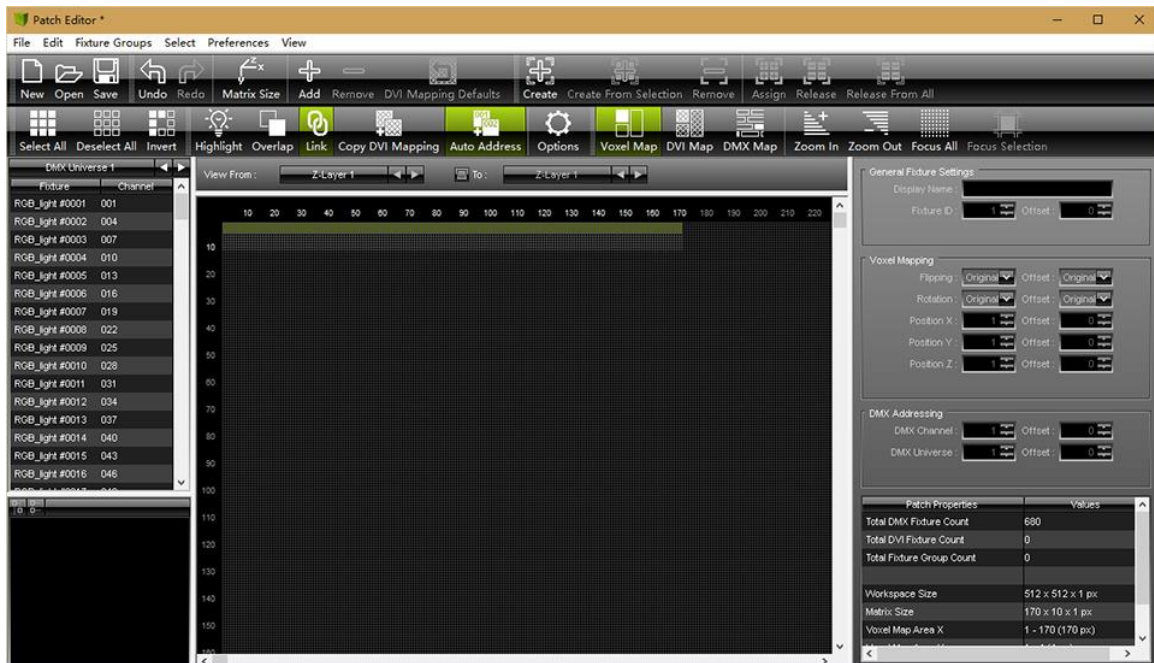 Patch Editor *
File Edit Fixture Groups Select Preferences View
New Open Save Undo Redo Matrix Size Add Remove DVI Mapping Defaults Create Create From Selection Remove Assign Release Release From All
Select All Deselect All Invert Highlight Overlap Link Copy DVI Mapping Auto Address Options Voxel Map DVI Map DMX Map Zoom In Zoom Out Focus All Focus Selection
DMX Universe 1
Fixture Channel
RGB_light #0001 001
RGB_light #0002 004
RGB_light #0003 007
RGB_light #0004 010
RGB_light #0005 013
RGB_light #0006 016
RGB_light #0007 019
RGB_light #0008 022
RGB_light #0009 025
RGB_light #0010 028
RGB_light #0011 031
RGB_light #0012 034
RGB_light #0013 037
RGB_light #0014 040
RGB_light #0015 043
RGB_light #0016 046
View From : Z-Layer 1 To : Z-Layer 1
10 20 30 40 50 60 70 80 90 100 110 120 130 140 150 160 170 180 190 200 210 220
10
20
30
40
50
60
70
80
90
100
110
120
130
140
150
160
General Fixture Settings
Display Name :
Fixture ID : 1 Offset : 0
Voxel Mapping
Flipping : Original Offset : Original
Rotation : Original Offset : Original
Position X : 1 Offset : 0
Position Y : 1 Offset : 0
Position Z : 1 Offset : 0
DMX Addressing
DMX Channel : 1 Offset : 0
DMX Universe : 1 Offset : 0
Patch Properties Values
Total DMX Fixture Count 680
Total DVI Fixture Count 0
Total Fixture Group Count 0
Workspace Size 512 x 512 x 1 px
Matrix Size 170 x 10 x 1 px
Voxel Map Area X 1 - 170 (170 px)